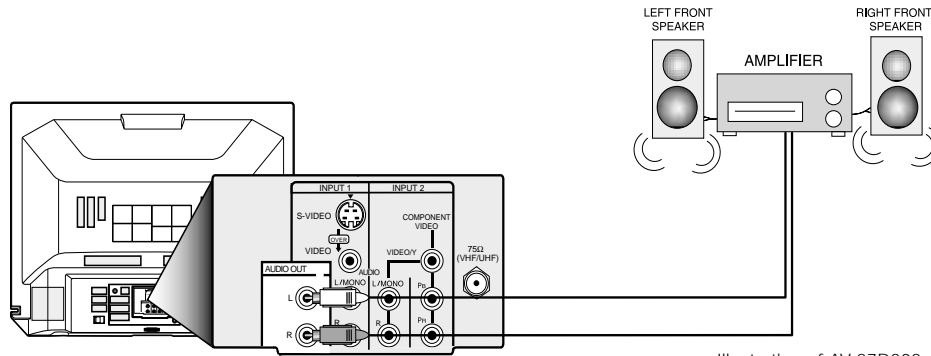 LEFT FRONT
SPEAKER
RIGHT FRONT
SPEAKER
AMPLIFIER
INPUT 1
INPUT 2
S-VIDEO
OVER
VIDEO
COMPONENT
VIDEO
VIDEO/Y
75Ω
(VHF/UHF)
AUDIO OUT
AUDIO
L/MONO
L/MONO
L
PB
R
R
R
PR